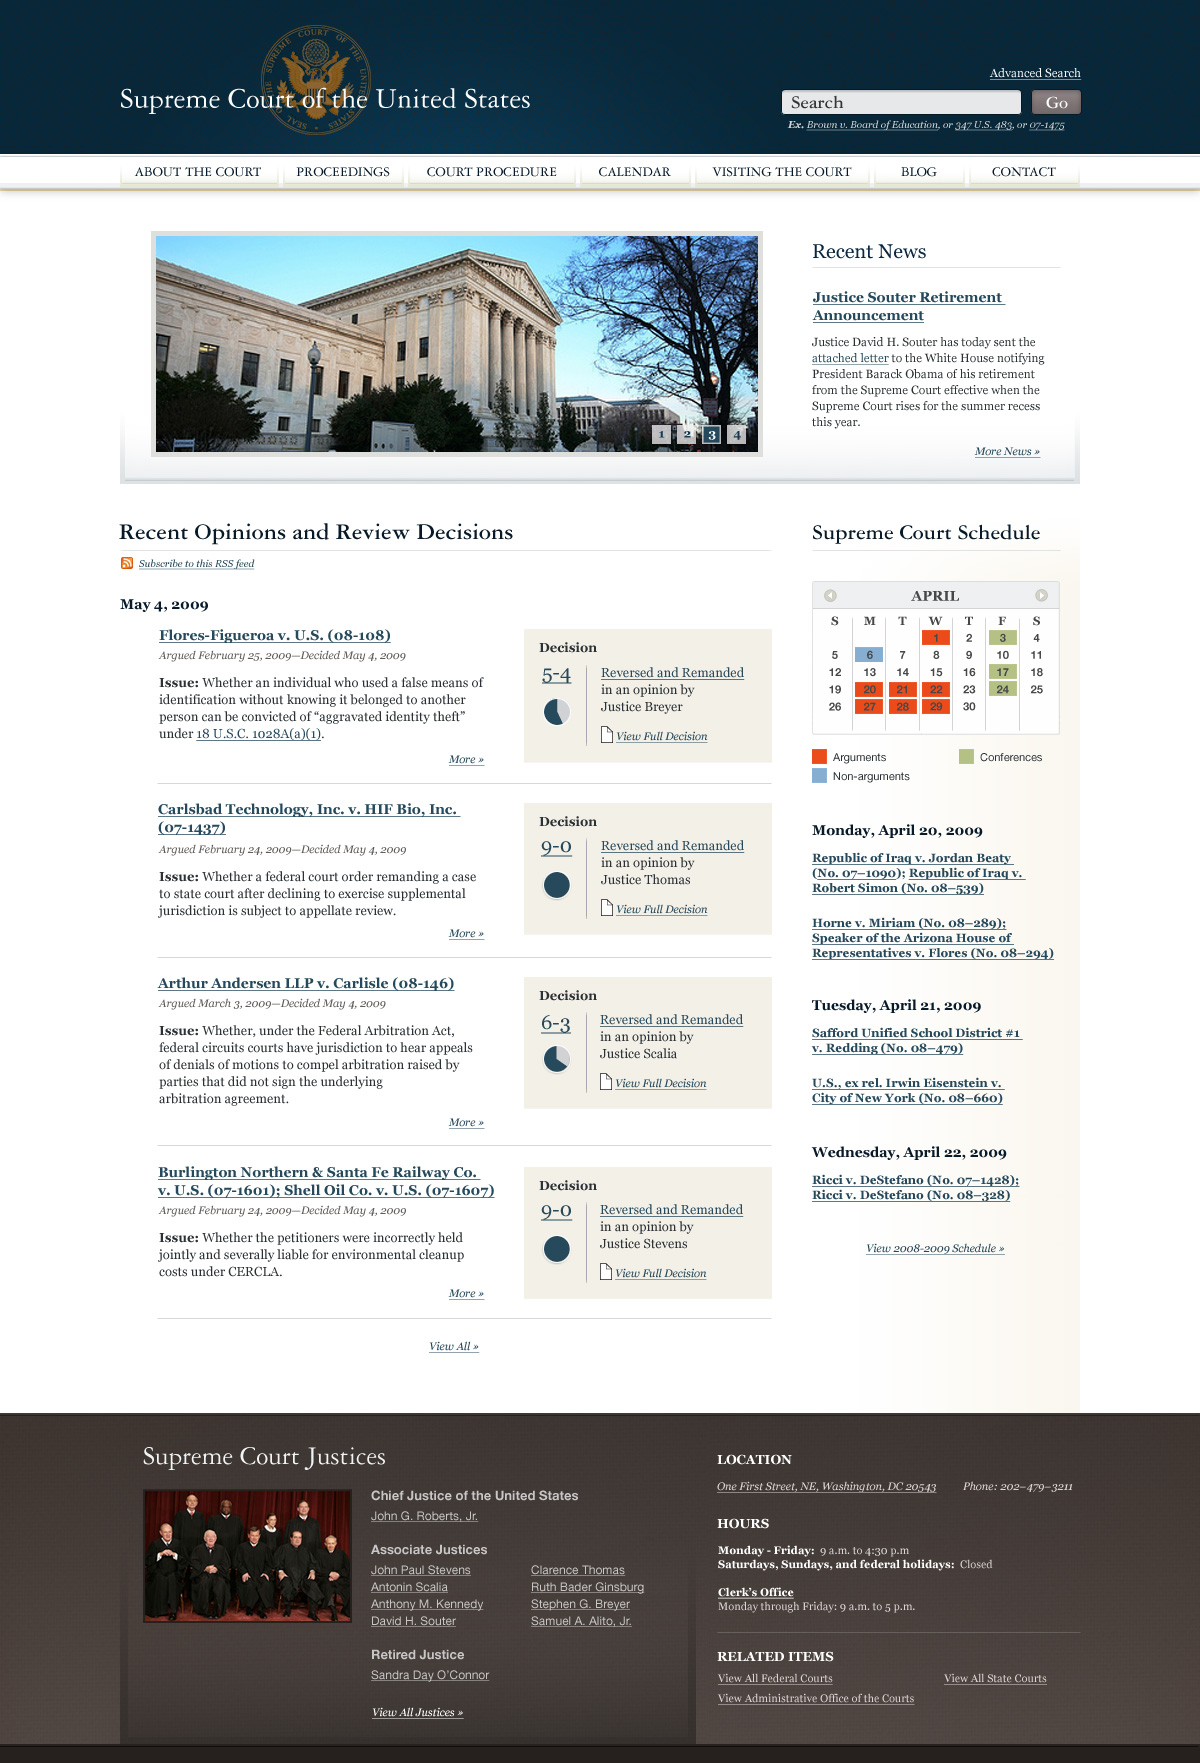 Supreme Court of the United States
Advanced Search
Search
Go
Ex. Brown v. Board of Education, or 347 U.S. 483, or 07-1475
ABOUT THE COURT
PROCEEDINGS
COURT PROCEDURE
CALENDAR
VISITING THE COURT
BLOG
CONTACT
1 2 3 4
Recent News
Justice Souter Retirement
Announcement
Justice David H. Souter has today sent the
attached letter to the White House notifying
President Barack Obama of his retirement
from the Supreme Court effective when the
Supreme Court rises for the summer recess
this year.
More News »
Recent Opinions and Review Decisions
Subscribe to this RSS feed
May 4, 2009
Flores-Figueroa v. U.S. (08-108)
Argued February 25, 2009—Decided May 4, 2009
Issue: Whether an individual who used a false means of
identification without knowing it belonged to another
person can be convicted of “aggravated identity theft”
under 18 U.S.C. 1028A(a)(1).
More »
Decision
5-4
Reversed and Remanded
in an opinion by
Justice Breyer
View Full Decision
Carlsbad Technology, Inc. v. HIF Bio, Inc.
(07-1437)
Argued February 24, 2009—Decided May 4, 2009
Issue: Whether a federal court order remanding a case
to state court after declining to exercise supplemental
jurisdiction is subject to appellate review.
More »
Decision
9-0
Reversed and Remanded
in an opinion by
Justice Thomas
View Full Decision
Arthur Andersen LLP v. Carlisle (08-146)
Argued March 3, 2009—Decided May 4, 2009
Issue: Whether, under the Federal Arbitration Act,
federal circuits courts have jurisdiction to hear appeals
of denials of motions to compel arbitration raised by
parties that did not sign the underlying
arbitration agreement.
More »
Decision
6-3
Reversed and Remanded
in an opinion by
Justice Scalia
View Full Decision
Burlington Northern & Santa Fe Railway Co.
v. U.S. (07-1601); Shell Oil Co. v. U.S. (07-1607)
Argued February 24, 2009—Decided May 4, 2009
Issue: Whether the petitioners were incorrectly held
jointly and severally liable for environmental cleanup
costs under CERCLA.
More »
Decision
9-0
Reversed and Remanded
in an opinion by
Justice Stevens
View Full Decision
View All »
Supreme Court Schedule
APRIL
S M T W T F S
1 2 3 4
5 6 7 8 9 10 11
12 13 14 15 16 17 18
19 20 21 22 23 24 25
26 27 28 29 30
Arguments
Conferences
Non-arguments
Monday, April 20, 2009
Republic of Iraq v. Jordan Beaty
(No. 07–1090); Republic of Iraq v.
Robert Simon (No. 08–539)
Horne v. Miriam (No. 08–289);
Speaker of the Arizona House of
Representatives v. Flores (No. 08–294)
Tuesday, April 21, 2009
Safford Unified School District #1
v. Redding (No. 08–479)
U.S., ex rel. Irwin Eisenstein v.
City of New York (No. 08–660)
Wednesday, April 22, 2009
Ricci v. DeStefano (No. 07–1428);
Ricci v. DeStefano (No. 08–328)
View 2008-2009 Schedule »
Supreme Court Justices
Chief Justice of the United States
John G. Roberts, Jr.
Associate Justices
John Paul Stevens
Antonin Scalia
Anthony M. Kennedy
David H. Souter
Clarence Thomas
Ruth Bader Ginsburg
Stephen G. Breyer
Samuel A. Alito, Jr.
Retired Justice
Sandra Day O’Connor
View All Justices »
LOCATION
One First Street, NE, Washington, DC 20543
Phone: 202–479–3211
HOURS
Monday - Friday: 9 a.m. to 4:30 p.m
Saturdays, Sundays, and federal holidays: Closed
Clerk’s Office
Monday through Friday: 9 a.m. to 5 p.m.
RELATED ITEMS
View All Federal Courts
View All State Courts
View Administrative Office of the Courts